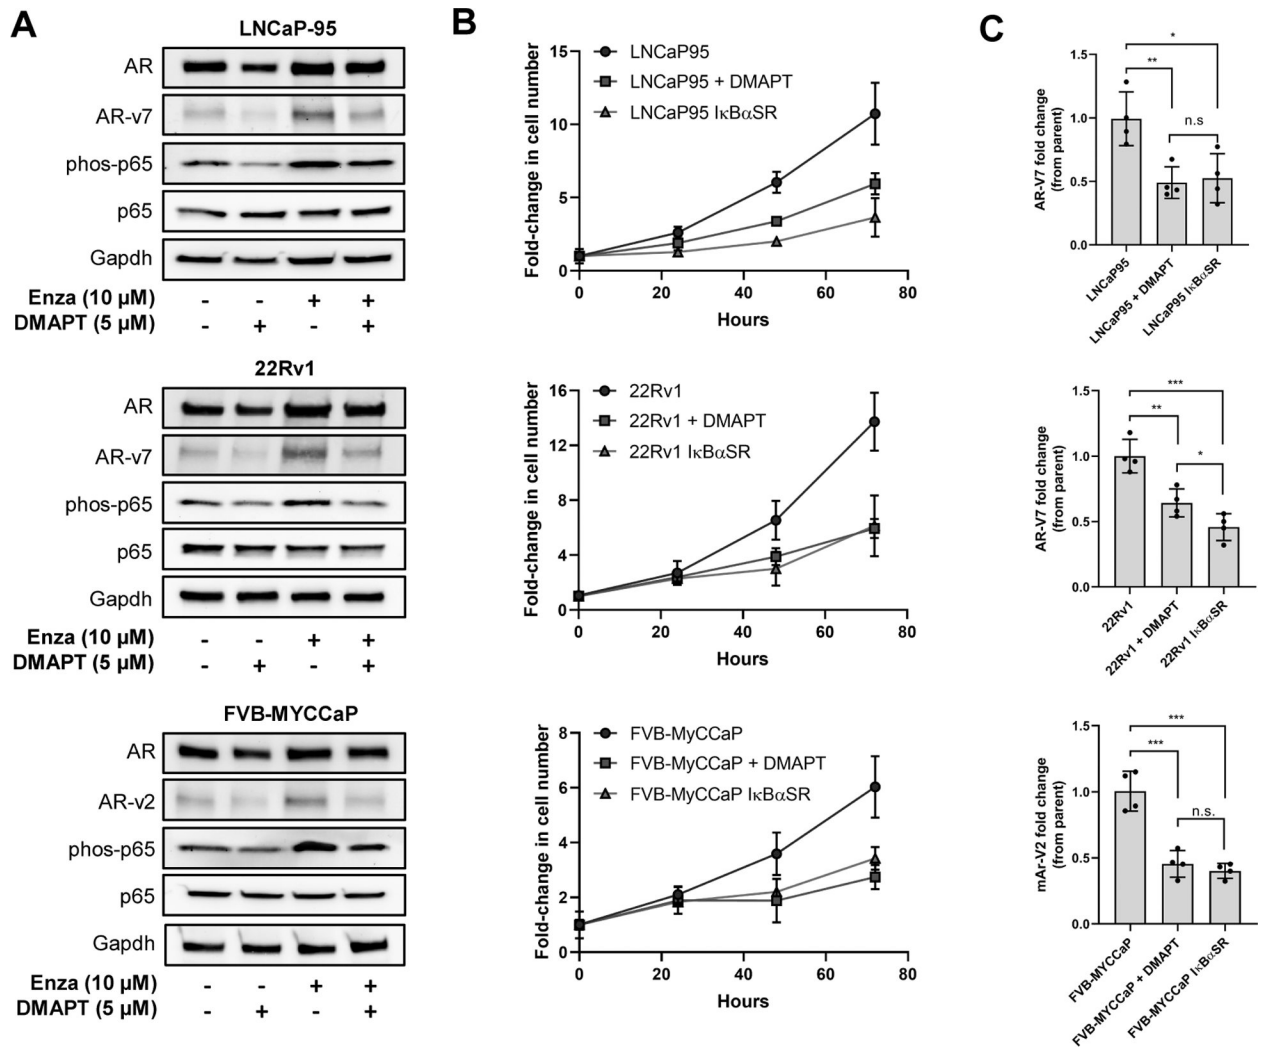 A
LNCaP-95
AR
AR-v7
phos-p65
p65
Gapdh
Enza (10 µM) - - + +
DMAPT (5 µM) - + - +
22Rv1
AR
AR-v7
phos-p65
p65
Gapdh
Enza (10 µM) - - + +
DMAPT (5 µM) - + - +
FVB-MYCCaP
AR
AR-v2
phos-p65
p65
Gapdh
Enza (10 µM) - - + +
DMAPT (5 µM) - + - +
B
Fold-change in cell number
15
10
5
0
LNCaP95
LNCaP95 + DMAPT
LNCaP95 IκBαSR
0 20 40 60 80
Hours
Fold-change in cell number
16
12
8
4
0
22Rv1
22Rv1 + DMAPT
22Rv1 IκBαSR
0 20 40 60 80
Hours
Fold-change in cell number
8
6
4
2
0
FVB-MyCCaP
FVB-MyCCaP + DMAPT
FVB-MyCCaP IκBαSR
0 20 40 60 80
Hours
C
AR-V7 fold change
(from parent)
1.5
1.0
0.5
0.0
*
**
n.s
LNCaP95
LNCaP95 + DMAPT
LNCaP95 IκBαSR
AR-V7 fold change
(from parent)
1.5
1.0
0.5
0.0
***
**
*
22Rv1
22Rv1 + DMAPT
22Rv1 IκBαSR
mAr-V2 fold change
(from parent)
1.5
1.0
0.5
0.0
***
***
n.s.
FVB-MYCCaP
FVB-MYCCaP + DMAPT
FVB-MYCCaP IκBαSR